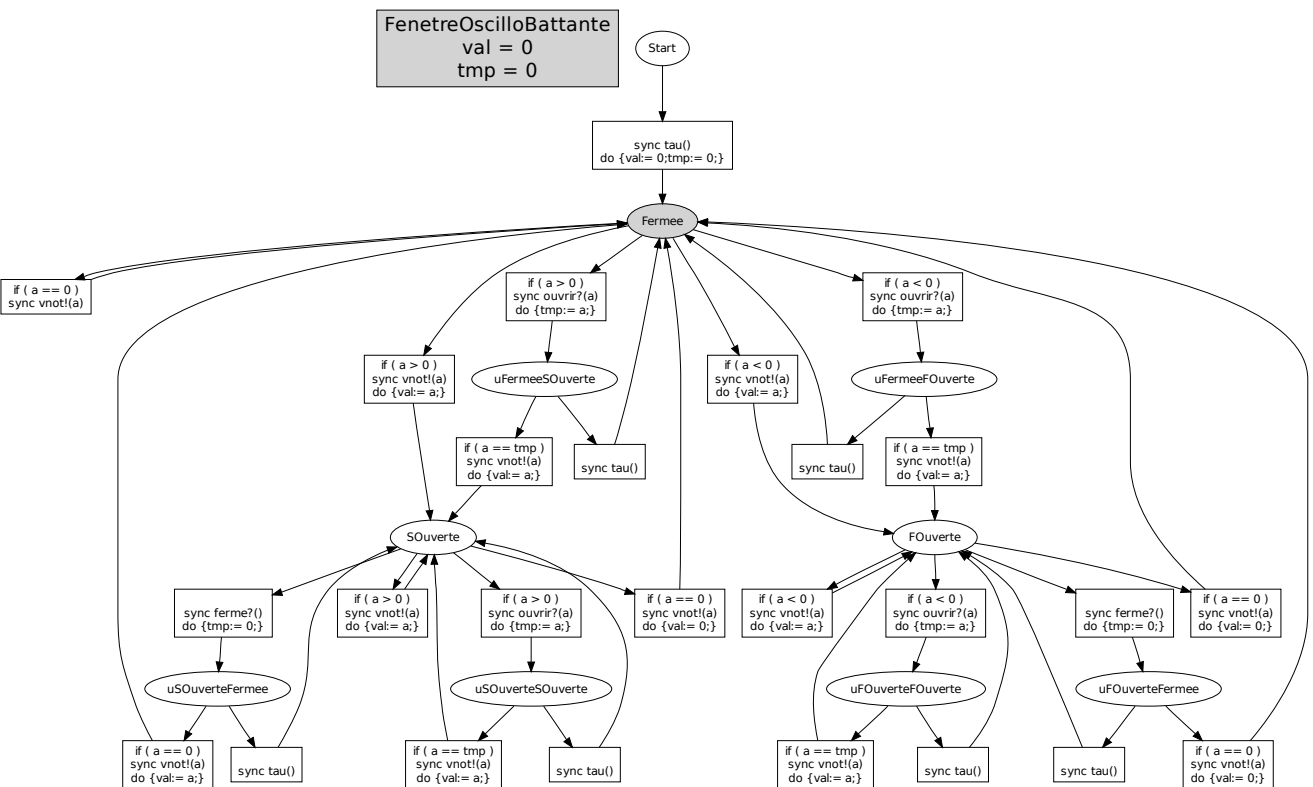 FenetreOscilloBattante
val = 0
tmp = 0
Start
sync tau()
do {val:= 0;tmp:= 0;}
Fermee
if ( a == 0 )
sync vnot!(a)
if ( a > 0 )
sync ouvrir?(a)
do {tmp:= a;}
if ( a < 0 )
sync ouvrir?(a)
do {tmp:= a;}
if ( a > 0 )
sync vnot!(a)
do {val:= a;}
uFermeeSOuverte
if ( a < 0 )
sync vnot!(a)
do {val:= a;}
uFermeeFOuverte
if ( a == tmp )
sync vnot!(a)
do {val:= a;}
sync tau()
sync tau()
if ( a == tmp )
sync vnot!(a)
do {val:= a;}
SOuverte
FOuverte
sync ferme?()
do {tmp:= 0;}
if ( a > 0 )
sync vnot!(a)
do {val:= a;}
if ( a > 0 )
sync ouvrir?(a)
do {tmp:= a;}
if ( a == 0 )
sync vnot!(a)
do {val:= 0;}
if ( a < 0 )
sync vnot!(a)
do {val:= a;}
if ( a < 0 )
sync ouvrir?(a)
do {tmp:= a;}
sync ferme?()
do {tmp:= 0;}
if ( a == 0 )
sync vnot!(a)
do {val:= 0;}
uSOuverteFermee
uSOuverteSOuverte
uFOuverteFOuverte
uFOuverteFermee
if ( a == 0 )
sync vnot!(a)
do {val:= a;}
sync tau()
if ( a == tmp )
sync vnot!(a)
do {val:= a;}
sync tau()
if ( a == tmp )
sync vnot!(a)
do {val:= a;}
sync tau()
sync tau()
if ( a == 0 )
sync vnot!(a)
do {val:= 0;}